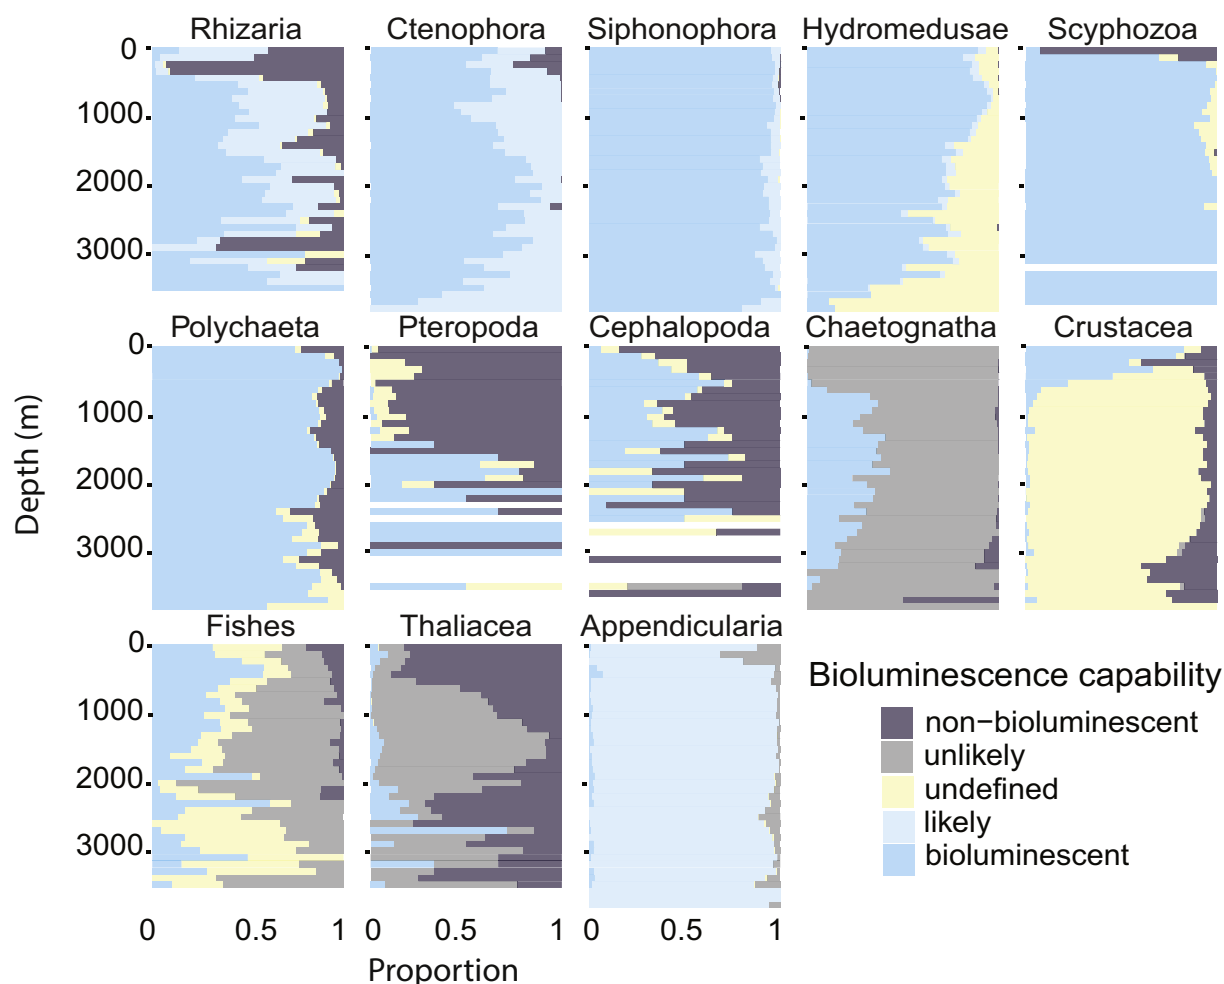 Rhizaria Ctenophora Siphonophora Hydromedusae Scyphozoa
0
1000
2000
3000
Polychaeta Pteropoda Cephalopoda Chaetognatha Crustacea
0
1000
2000
3000
Depth (m)
Fishes Thaliacea Appendicularia
0
1000
2000
3000
0 0.5 1 0 0.5 1 0 0.5 1
Proportion
Bioluminescence capability
non−bioluminescent
unlikely
undefined
likely
bioluminescent